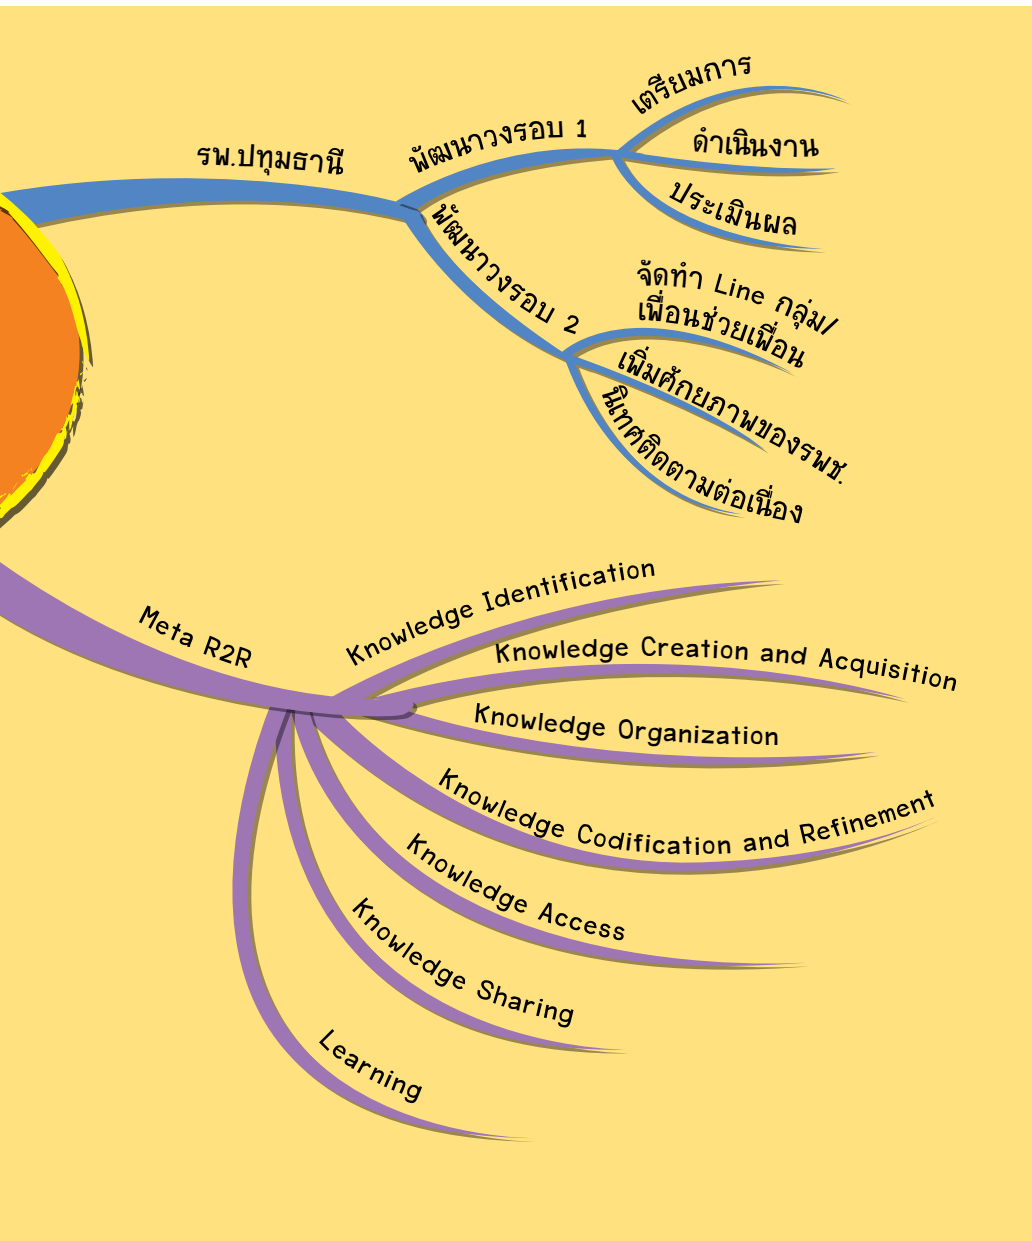 รพ.ปทุมธานี
พัฒนาวงรอบ 1
เตรียมการ
ดำเนินงาน
ประเมินผล
พัฒนาวงรอบ 2
จัดทำ Line กลุ่ม/
เพื่อนช่วยเพื่อน
เพิ่มศักยภาพของรพช.
นิเทศติดตามต่อเนื่อง
Meta R2R
Knowledge Identification
Knowledge Creation and Acquisition
Knowledge Organization
Knowledge Codification and Refinement
Knowledge Access
Knowledge Sharing
Learning